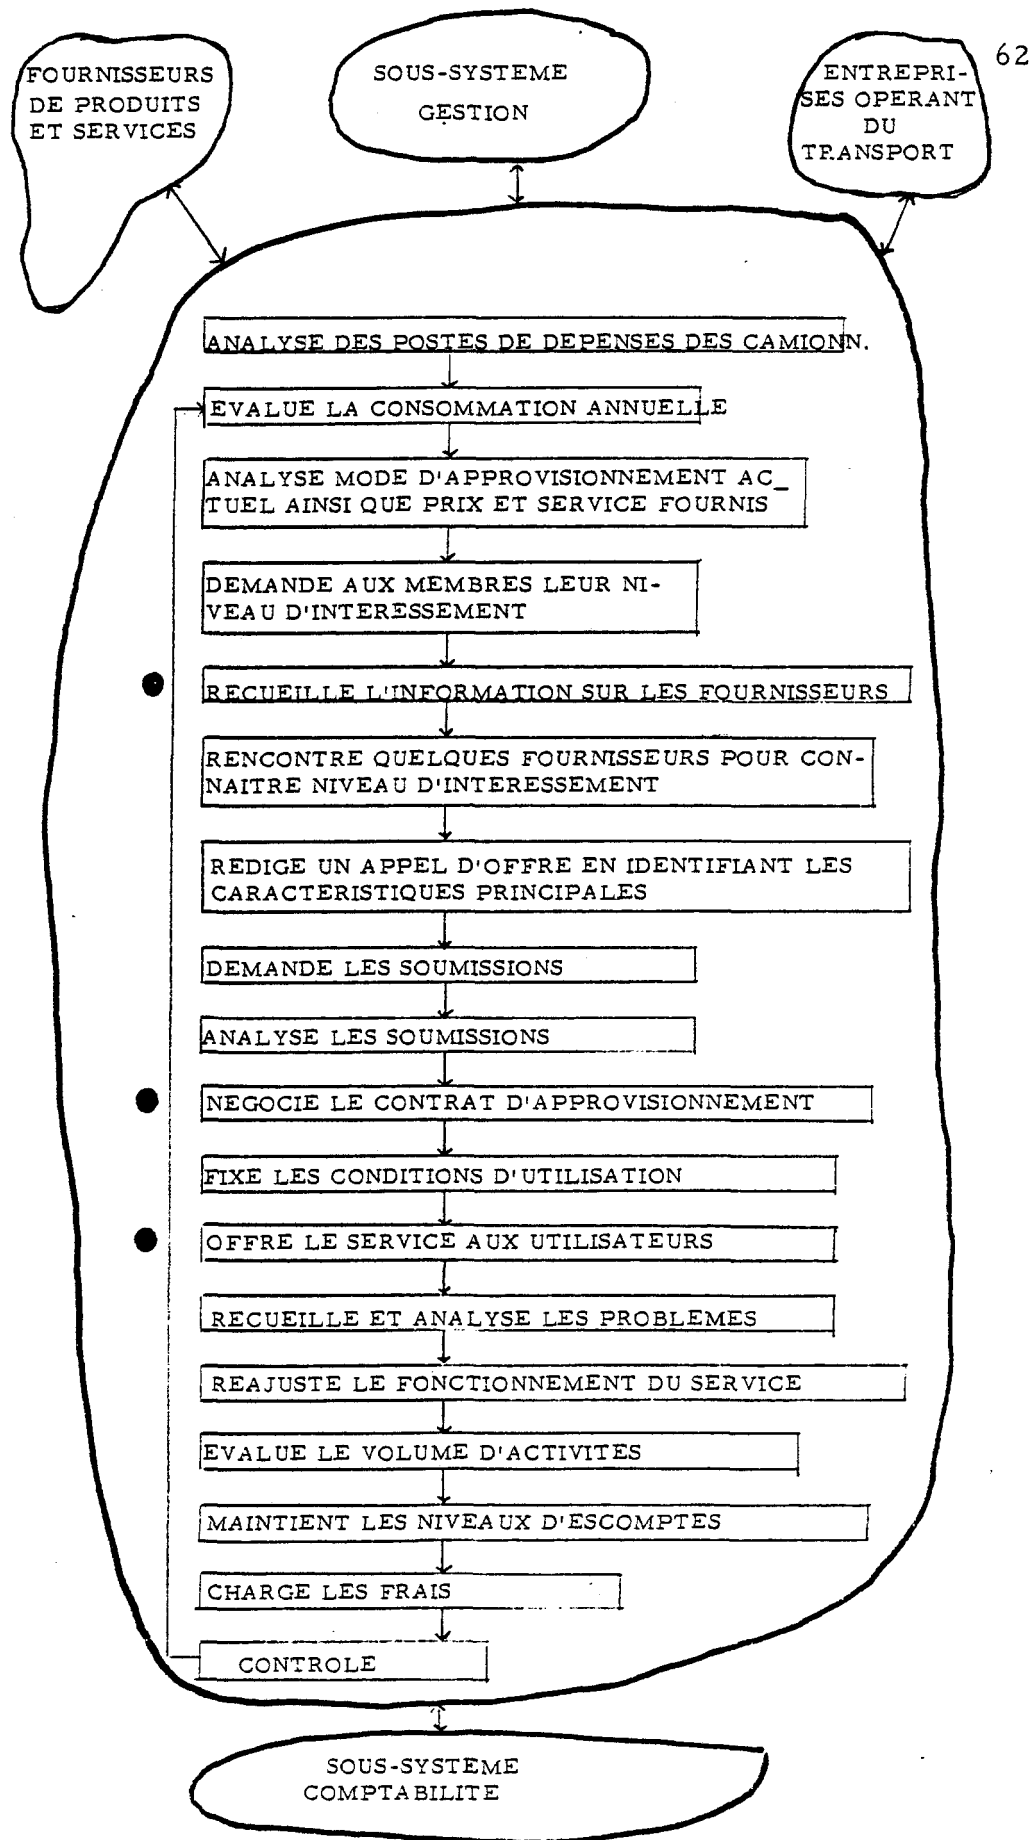 62
FOURNISSEURS
DE PRODUITS
ET SERVICES
SOUS-SYSTEME
GESTION
ENTREPRI-
SES OPERANT
DU
TRANSPORT
ANALYSE DES POSTES DE DEPENSES DES CAMIONN.
EVALUE LA CONSOMMATION ANNUELLE
ANALYSE MODE D'APPROVISIONNEMENT AC_
TUEL AINSI QUE PRIX ET SERVICE FOURNIS
DEMANDE AUX MEMBRES LEUR NI-
VEAU D'INTERESSEMENT
RECUEILLE L'INFORMATION SUR LES FOURNISSEURS
RENCONTRE QUELQUES FOURNISSEURS POUR CON-
NAITRE NIVEAU D'INTERESSEMENT
REDIGE UN APPEL D'OFFRE EN IDENTIFIANT LES
CARACTERISTIQUES PRINCIPALES
DEMANDE LES SOUMISSIONS
ANALYSE LES SOUMISSIONS
NEGOCIE LE CONTRAT D'APPROVISIONNEMENT
FIXE LES CONDITIONS D'UTILISATION
OFFRE LE SERVICE AUX UTILISATEURS
RECUEILLE ET ANALYSE LES PROBLEMES
REAJUSTE LE FONCTIONNEMENT DU SERVICE
EVALUE LE VOLUME D'ACTIVITES
MAINTIENT LES NIVEAUX D'ESCOMPTES
CHARGE LES FRAIS
CONTROLE
SOUS-SYSTEME
COMPTABILITE